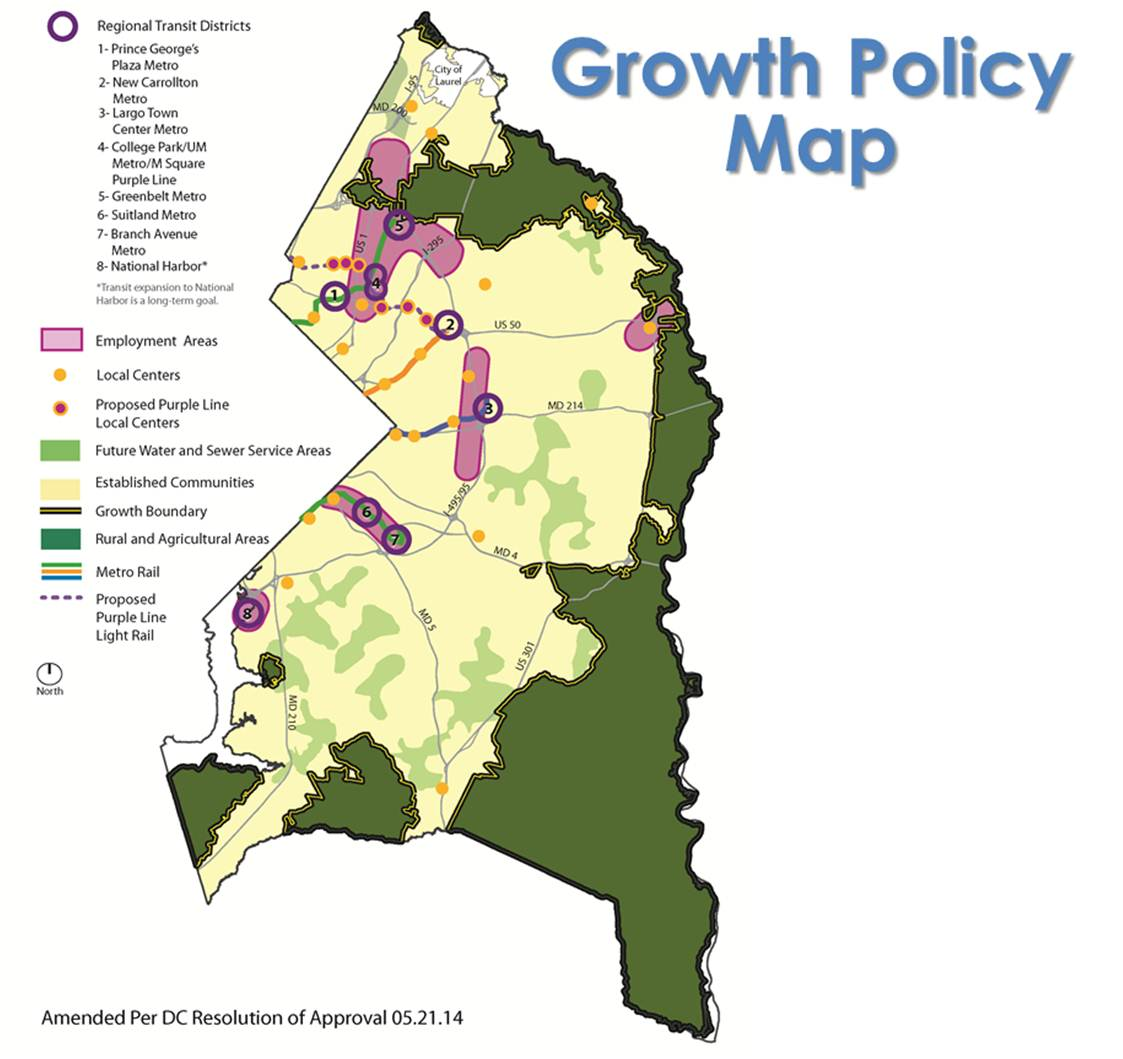 Growth Policy
Map
Regional Transit Districts
1- Prince George's
Plaza Metro
2- New Carrollton
Metro
3- Largo Town
Center Metro
4- College Park/UM
Metro/M Square
Purple Line
5- Greenbelt Metro
6- Suitland Metro
7- Branch Avenue
Metro
8- National Harbor*
*Transit expansion to National
Harbor is a long-term goal.
Employment Areas
Local Centers
Proposed Purple Line
Local Centers
Future Water and Sewer Service Areas
Established Communities
Growth Boundary
Rural and Agricultural Areas
Metro Rail
Proposed
Purple Line
Light Rail
North
City of
Laurel
I-95
MD 200
US 1
5
I-295
4
1
2
US 50
3
MD 214
I-495/95
6
7
MD 4
8
MD 5
US 301
MD 210
Amended Per DC Resolution of Approval 05.21.14